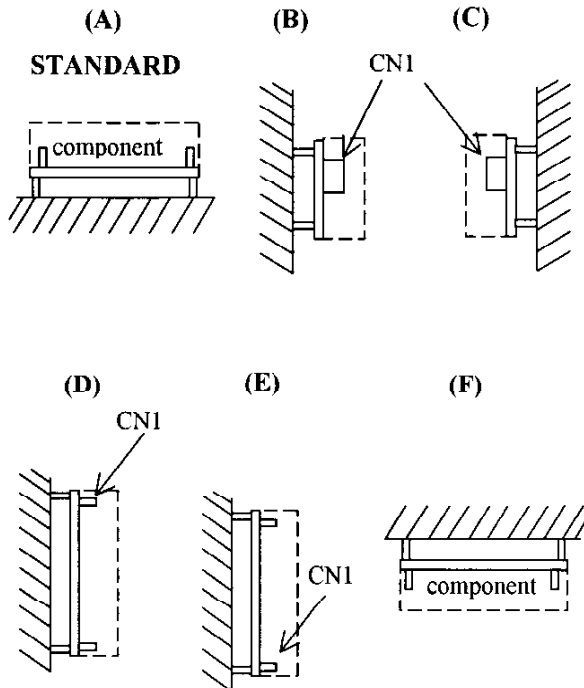 (A) (B) (C)
STANDARD
CN1
component
(D) (E) (F)
CN1
CN1
component